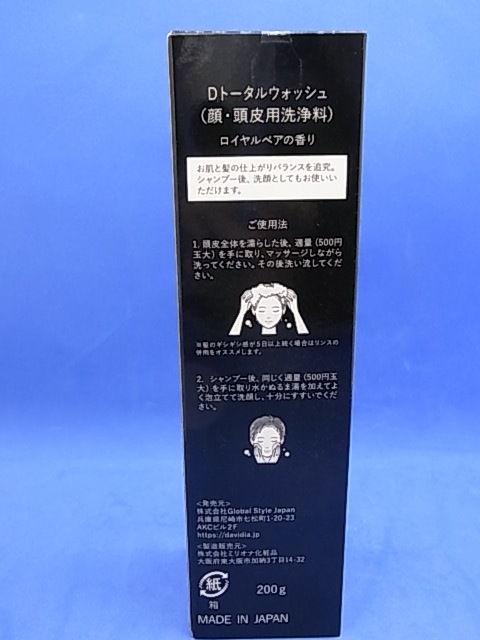 Dトータルウォッシュ
(顔・頭皮用洗浄料)
ロイヤルペアの香り
お肌と髪の仕上がりバランスを追究。
シャンプー後、洗顔としてもお使いい
ただけます。
ご使用法
1. 頭皮全体を濡らした後、適量(500円
玉大)を手に取り、マッサージしながら
洗ってください。その後洗い流してくだ
さい。
※髪のギシギシ感が5日以上続く場合はリンスの
併用をオススメします。
2. シャンプー後、同じく適量(500円玉
大)を手に取り水かぬるま湯を加えてよ
く泡立てて洗顔し、十分にすすいでくだ
さい。
<発売元>
株式会社Global Style Japan
兵庫県尼崎市七松町1-20-23
AKCビル2F
https://davidia.jp
<製造販売元>
株式会社ミリオナ化粧品
大阪府東大阪市加納3丁目14-32
紙
箱
200g
MADE IN JAPAN